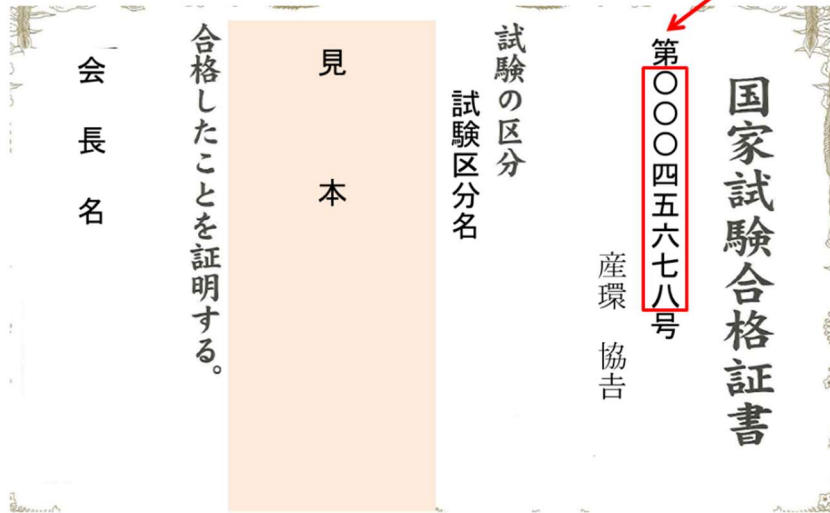 国家試験合格証書
第〇〇〇四五六七八号
産環　協吉
試験の区分
試験区分名
見本
合格したことを証明する。
会長名